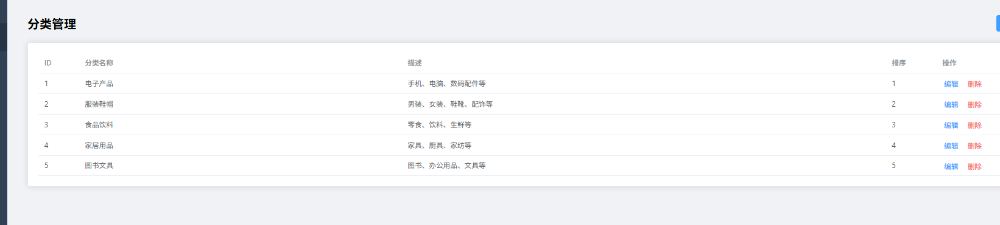 分类管理
ID 分类名称 描述 排序 操作
1 电子产品 手机、电脑、数码配件等 1 编辑 删除
2 服装鞋帽 男装、女装、鞋靴、配饰等 2 编辑 删除
3 食品饮料 零食、饮料、生鲜等 3 编辑 删除
4 家居用品 家具、厨具、家纺等 4 编辑 删除
5 图书文具 图书、办公用品、文具等 5 编辑 删除